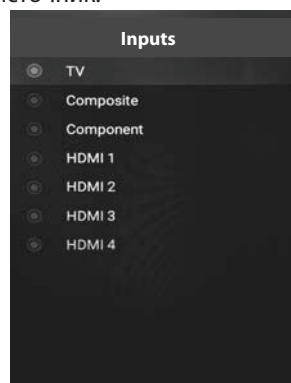 Inputs
TV
Composite
Component
HDMI 1
HDMI 2
HDMI 3
HDMI 4